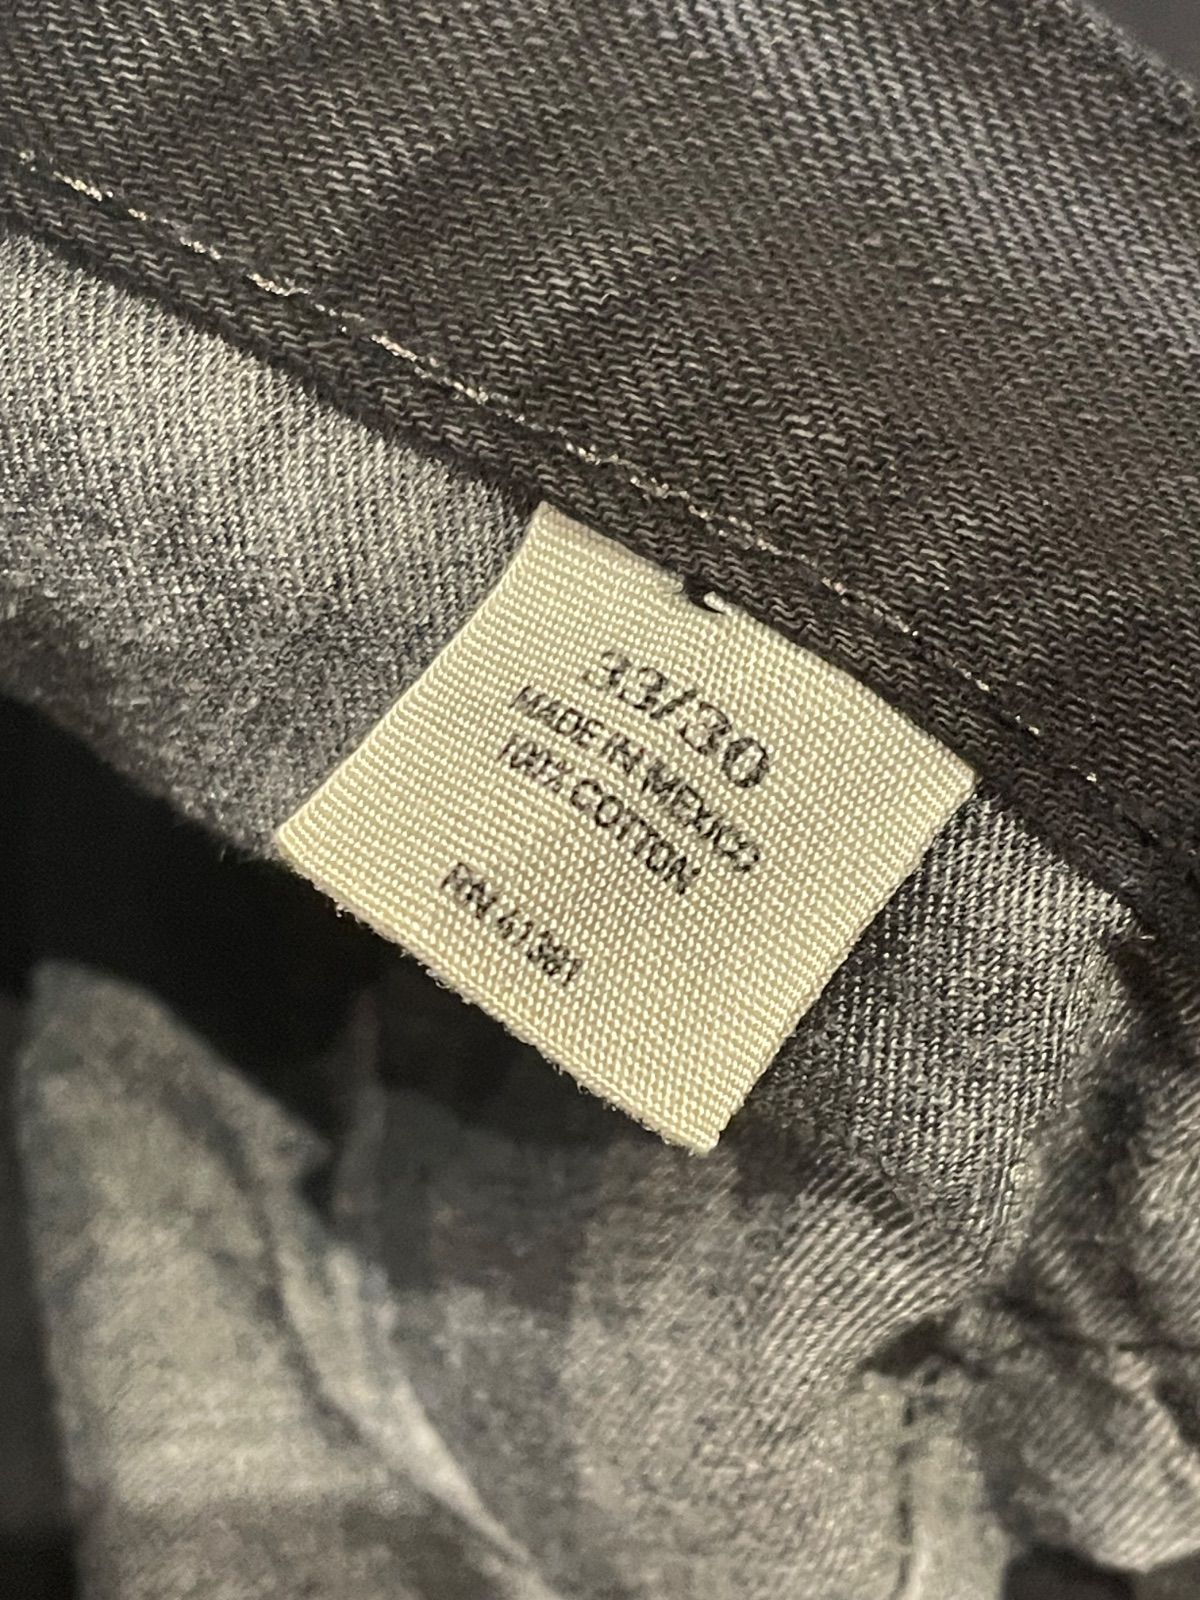 33/30
MADE IN MEXICO
100% COTTON
RN 41381